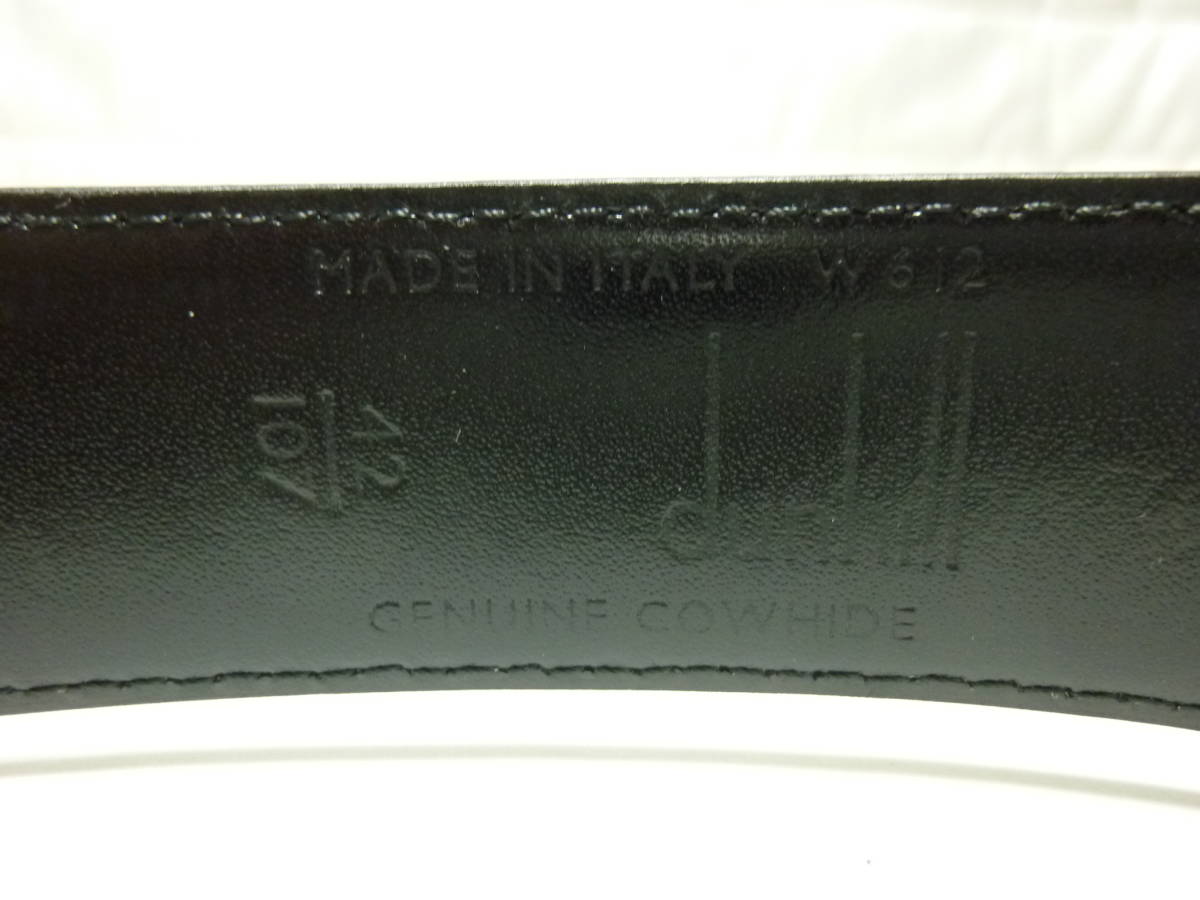 MADE IN ITALY W 612
42
107
dunhill
GENUINE COWHIDE